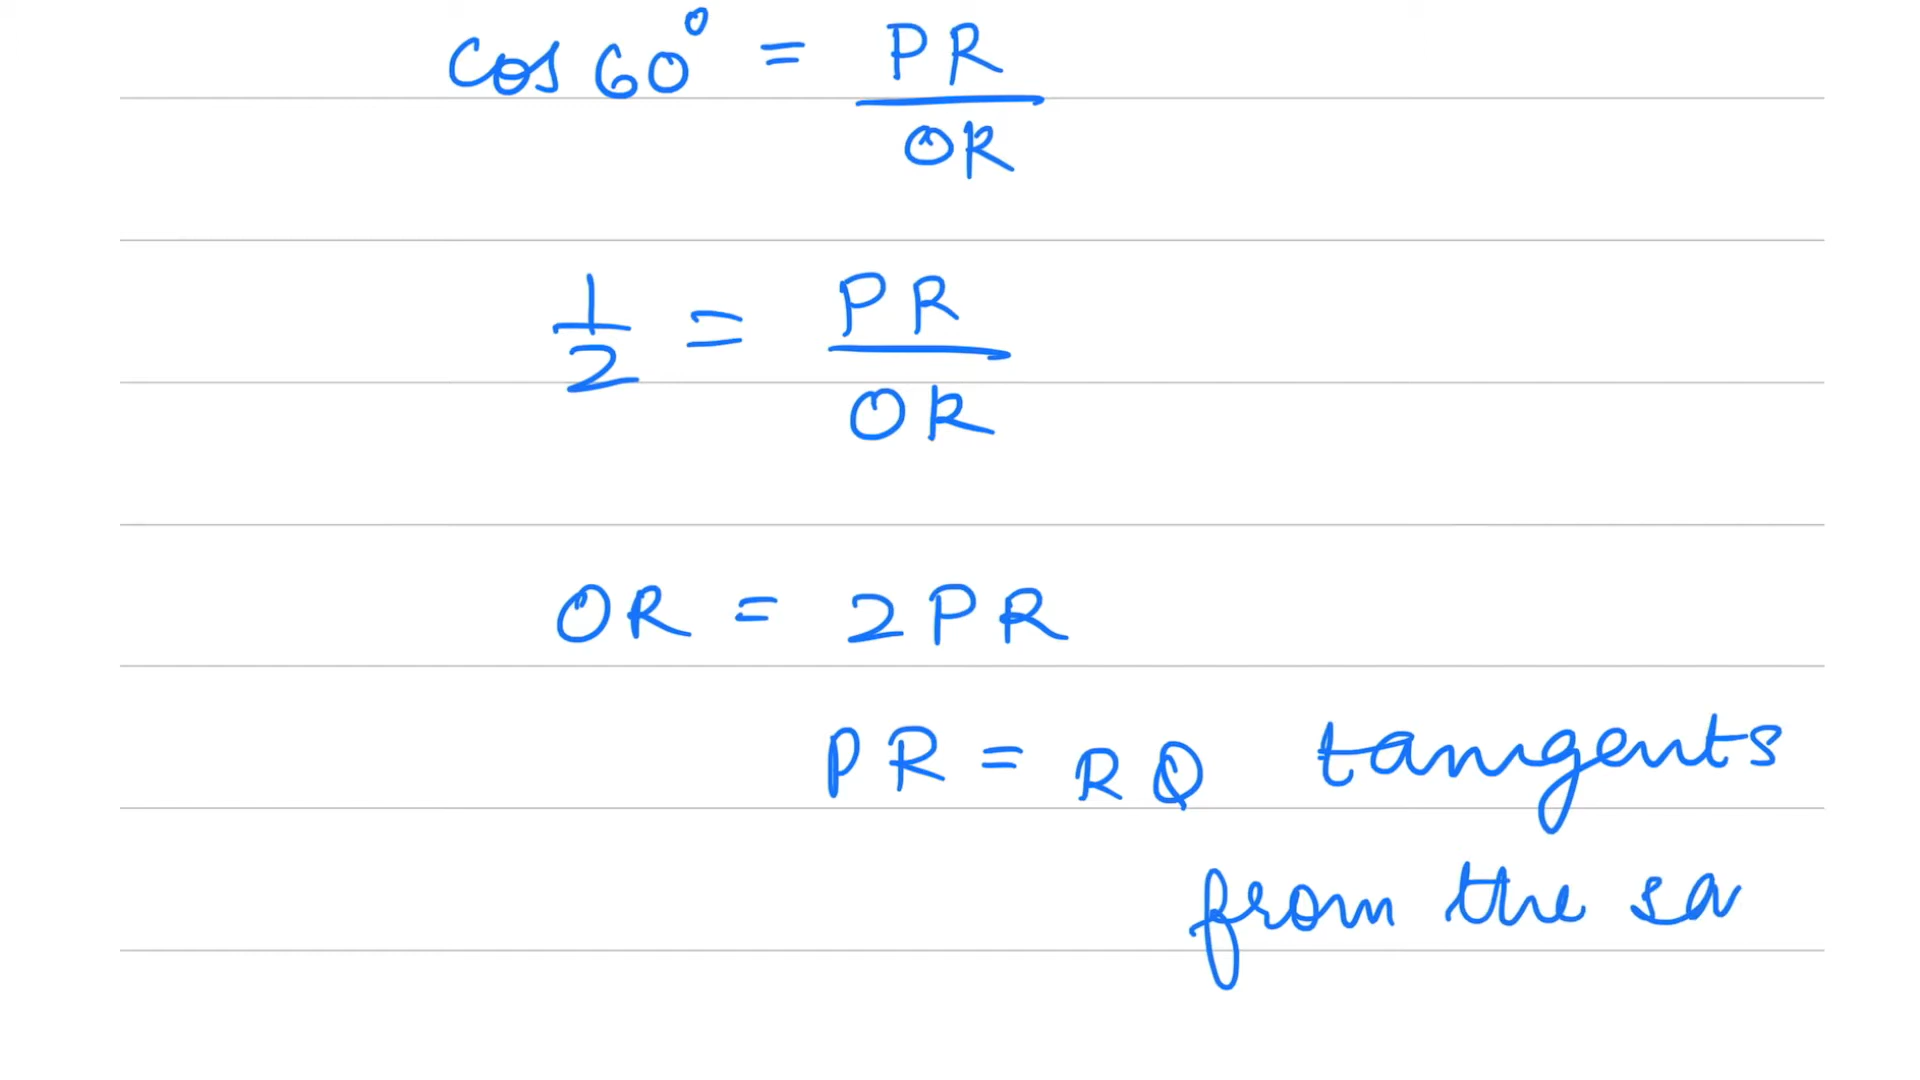 cos 60° = PR / OR
1/2 = PR / OR
OR = 2PR
PR = RQ tangents
from the sa